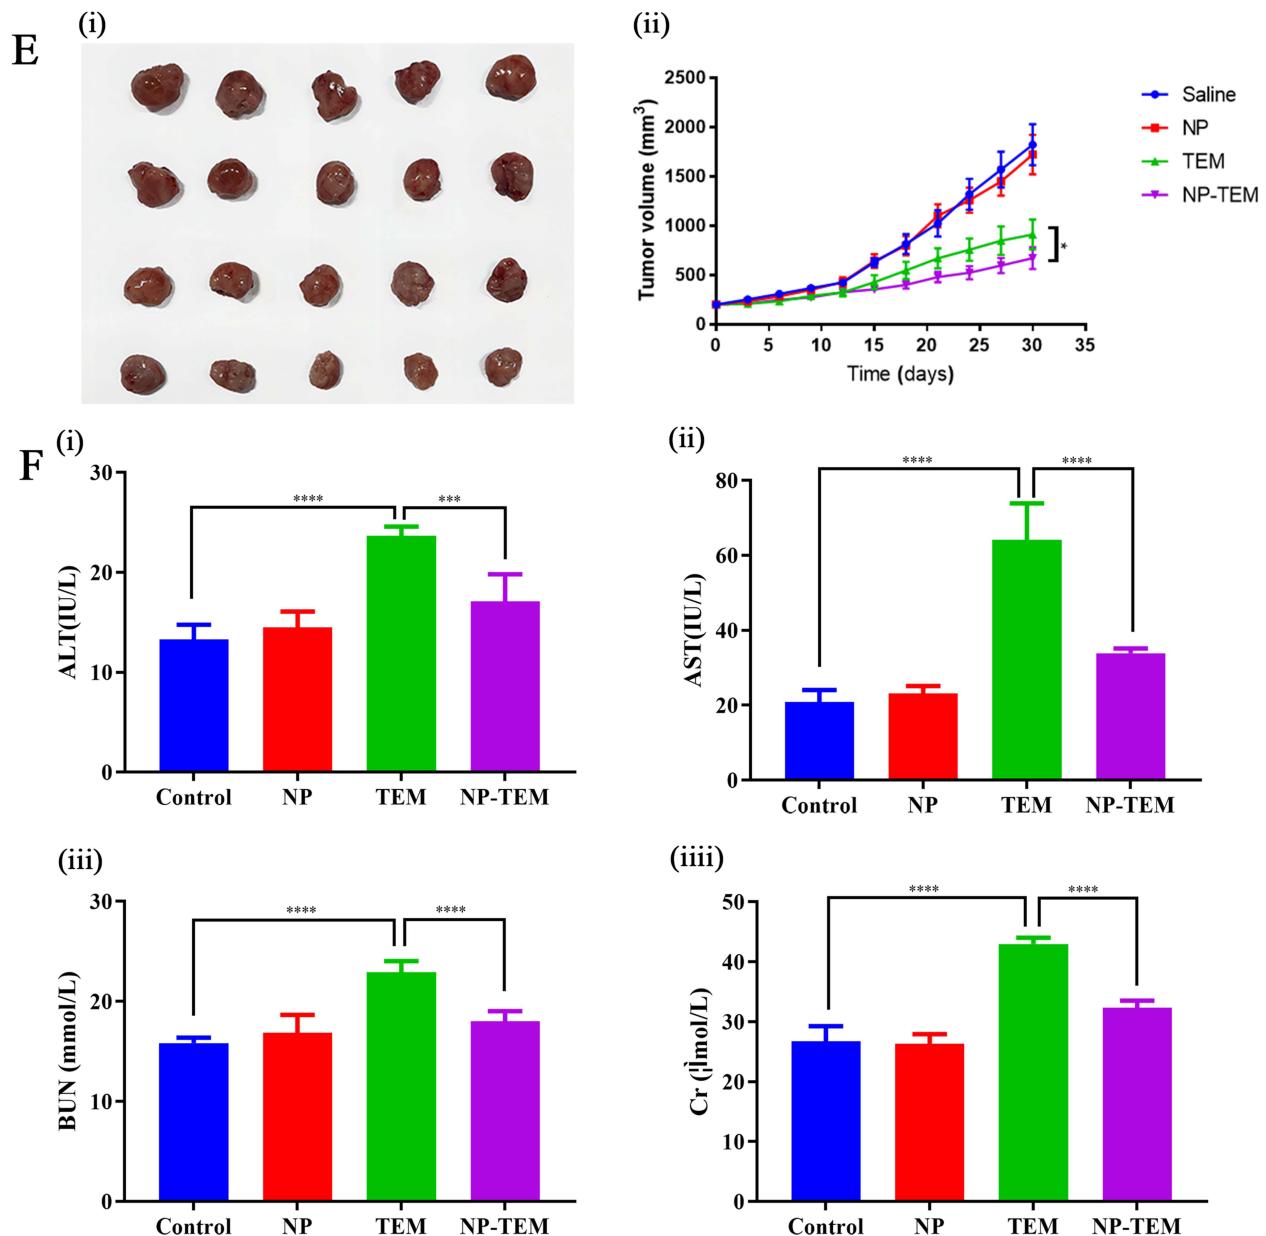 E
(i)
(ii)
Tumor volume (mm³)
2500
2000
1500
1000
500
0
0 5 10 15 20 25 30 35
Time (days)
Saline
NP
TEM
NP-TEM
*
F
(i)
ALT(IU/L)
30
20
10
0
**** ***
Control NP TEM NP-TEM
(ii)
AST(IU/L)
80
60
40
20
0
**** ****
Control NP TEM NP-TEM
(iii)
BUN (mmol/L)
30
20
10
0
**** ****
Control NP TEM NP-TEM
(iiii)
Cr (¦Ìmol/L)
50
40
30
20
10
0
**** ****
Control NP TEM NP-TEM